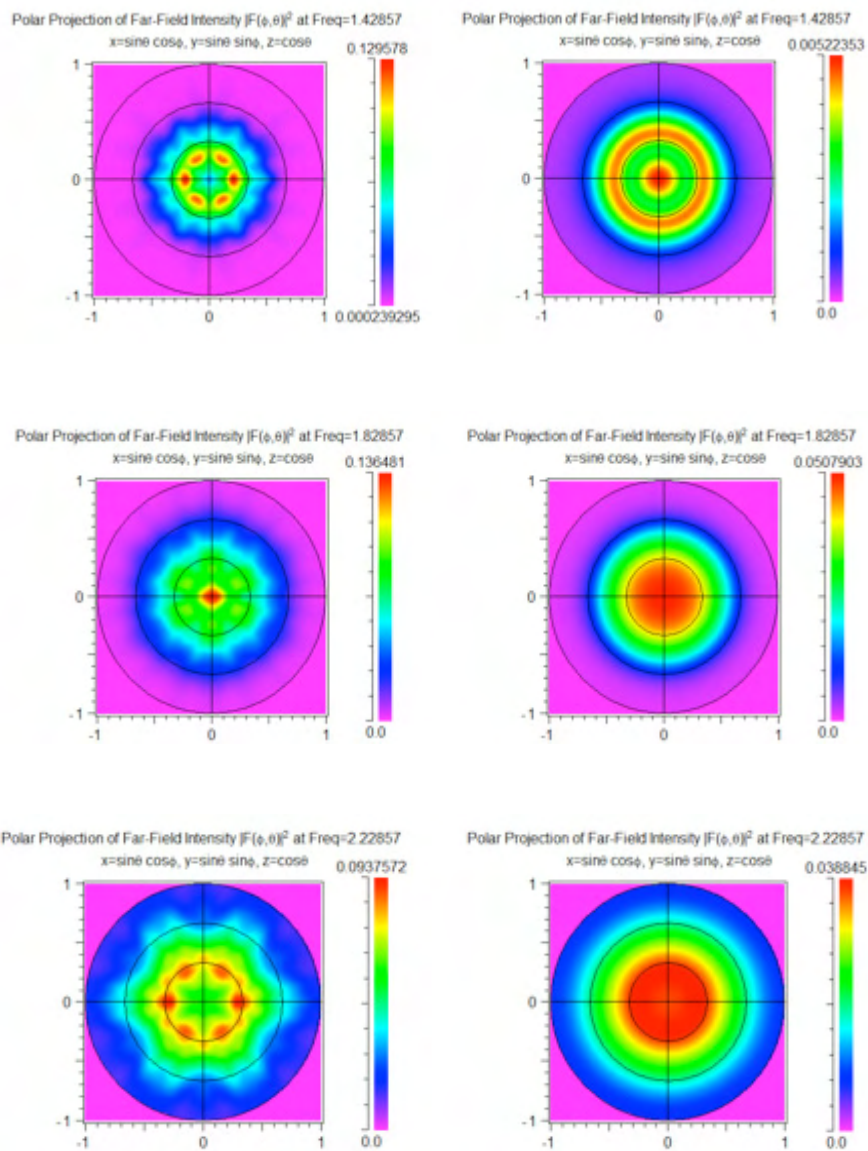 Polar Projection of Far-Field Intensity |F(ϕ,θ)|² at Freq=1.42857
x=sinθ cosϕ, y=sinθ sinϕ, z=cosθ
0.129578
1
0
-1
-1 0 1
0.000239295
Polar Projection of Far-Field Intensity |F(ϕ,θ)|² at Freq=1.42857
x=sinθ cosϕ, y=sinθ sinϕ, z=cosθ
0.00522353
1
0
-1
-1 0 1
0.0
Polar Projection of Far-Field Intensity |F(ϕ,θ)|² at Freq=1.82857
x=sinθ cosϕ, y=sinθ sinϕ, z=cosθ
0.136481
1
0
-1
-1 0 1
0.0
Polar Projection of Far-Field Intensity |F(ϕ,θ)|² at Freq=1.82857
x=sinθ cosϕ, y=sinθ sinϕ, z=cosθ
0.0507903
1
0
-1
-1 0 1
0.0
Polar Projection of Far-Field Intensity |F(ϕ,θ)|² at Freq=2.22857
x=sinθ cosϕ, y=sinθ sinϕ, z=cosθ
0.0937572
1
0
-1
-1 0 1
0.0
Polar Projection of Far-Field Intensity |F(ϕ,θ)|² at Freq=2.22857
x=sinθ cosϕ, y=sinθ sinϕ, z=cosθ
0.038845
1
0
-1
-1 0 1
0.0